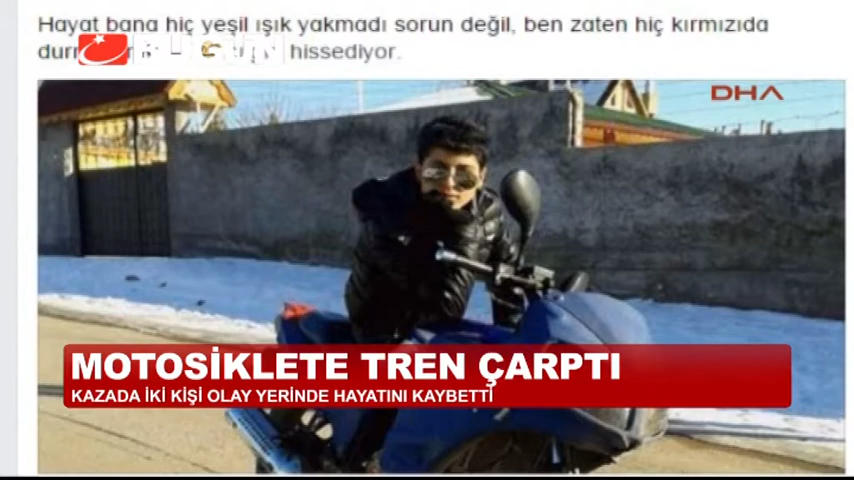 Hayat bana hiç yeşil ışık yakmadı sorun değil, ben zaten hiç kırmızıda
hissediyor.
DHA
MOTOSİKLETE TREN ÇARPTI
KAZADA İKİ KİŞİ OLAY YERİNDE HAYATINI KAYBETTİ